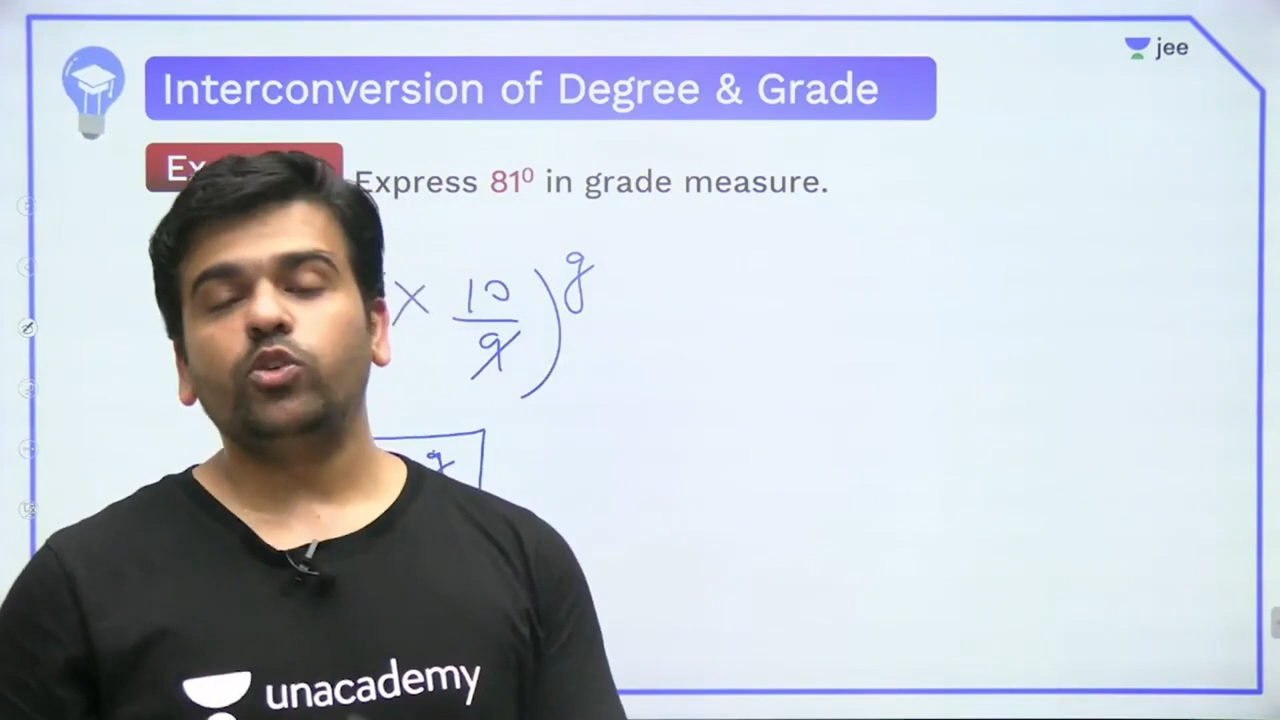 jee
Interconversion of Degree & Grade
Express 81⁰ in grade measure.
× 10/9 )ᵍ
g
unacademy